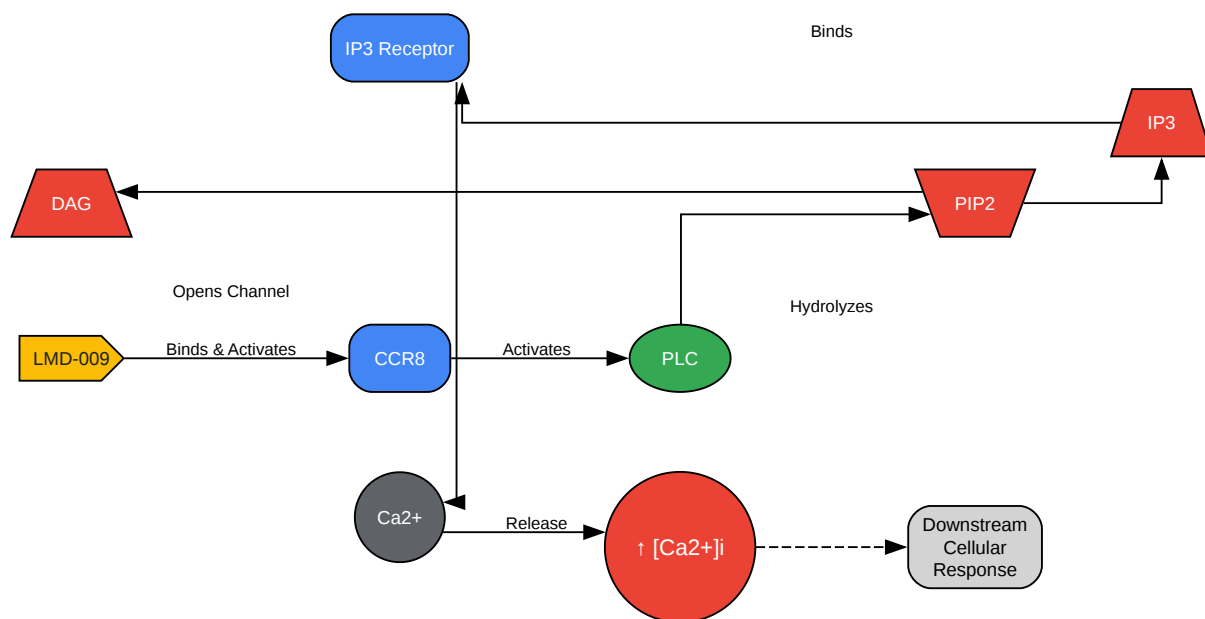 Binds
IP3 Receptor
IP3
DAG
PIP2
Opens Channel
Hydrolyzes
LMD-009
Binds & Activates
CCR8
Activates
PLC
Ca2+
Release
↑ [Ca2+]i
Downstream
Cellular
Response